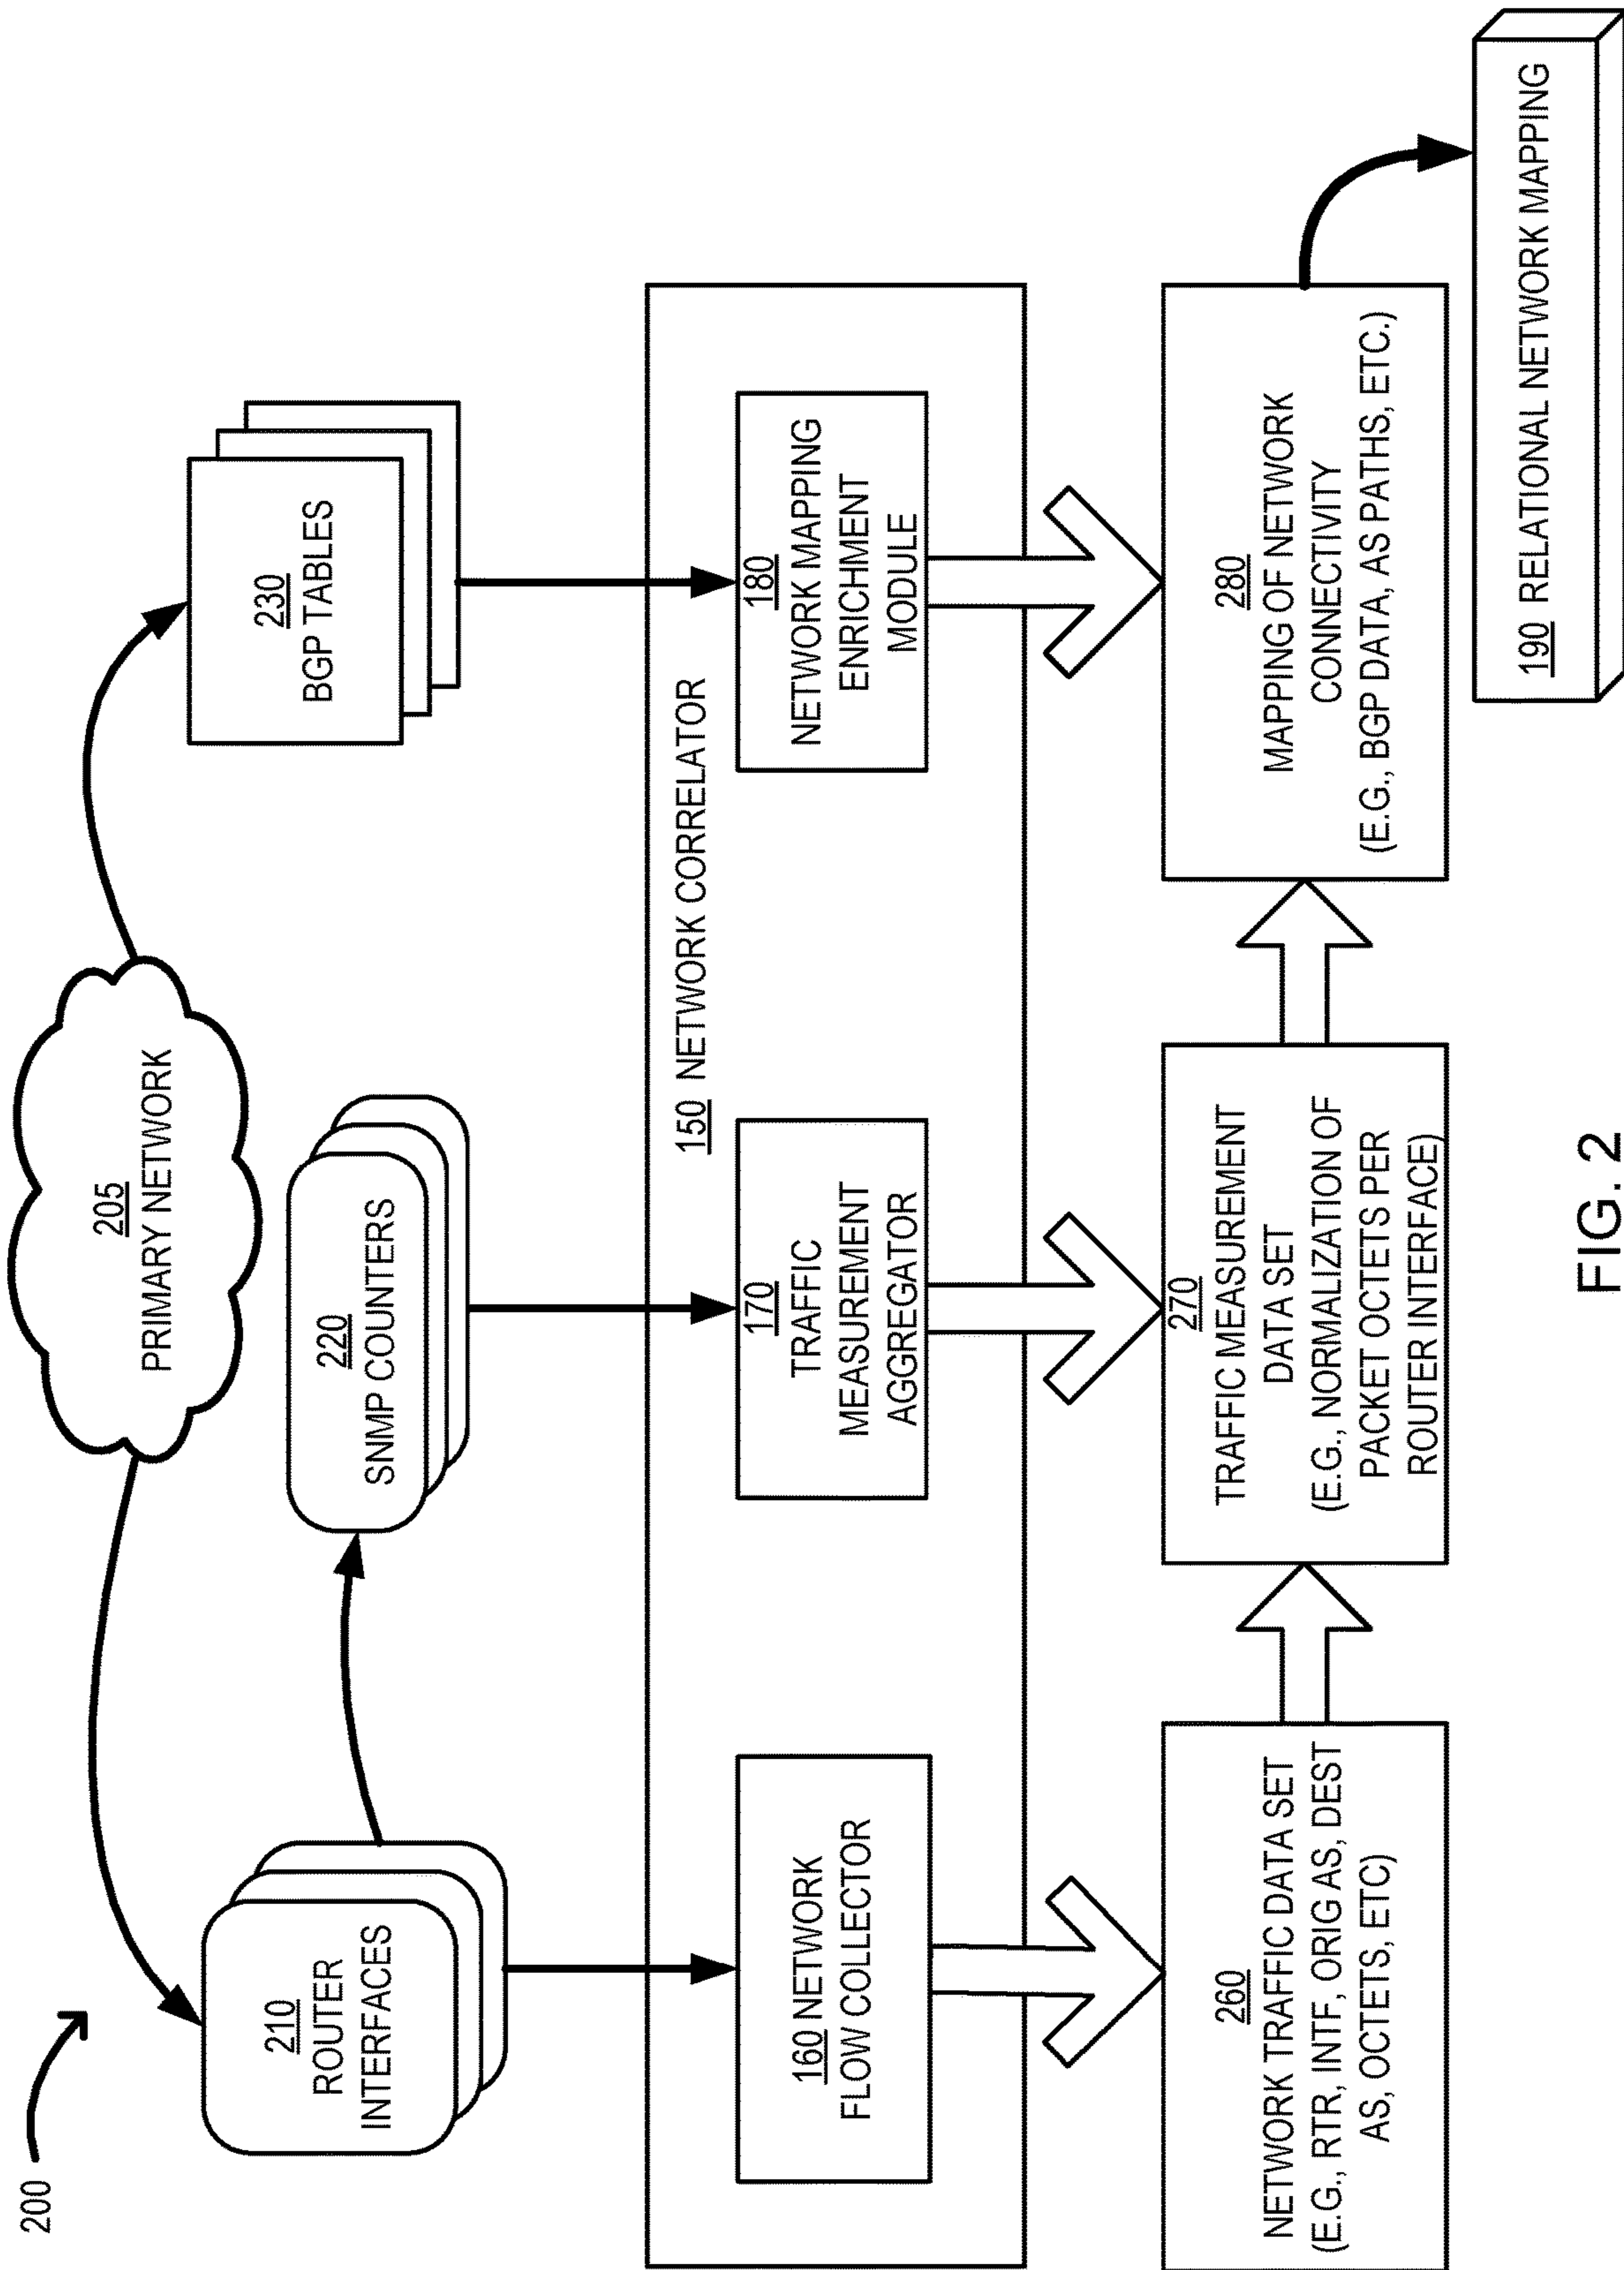 200
205
PRIMARY NETWORK
210
ROUTER
INTERFACES
220
SNMP COUNTERS
230
BGP TABLES
150 NETWORK CORRELATOR
160 NETWORK
FLOW COLLECTOR
170
TRAFFIC
MEASUREMENT
AGGREGATOR
180
NETWORK MAPPING
ENRICHMENT
MODULE
260
NETWORK TRAFFIC DATA SET
(E.G., RTR, INTF, ORIG AS, DEST
AS, OCTETS, ETC)
270
TRAFFIC MEASUREMENT
DATA SET
(E.G., NORMALIZATION OF
PACKET OCTETS PER
ROUTER INTERFACE)
280
MAPPING OF NETWORK
CONNECTIVITY
(E.G., BGP DATA, AS PATHS, ETC.)
190 RELATIONAL NETWORK MAPPING
FIG. 2